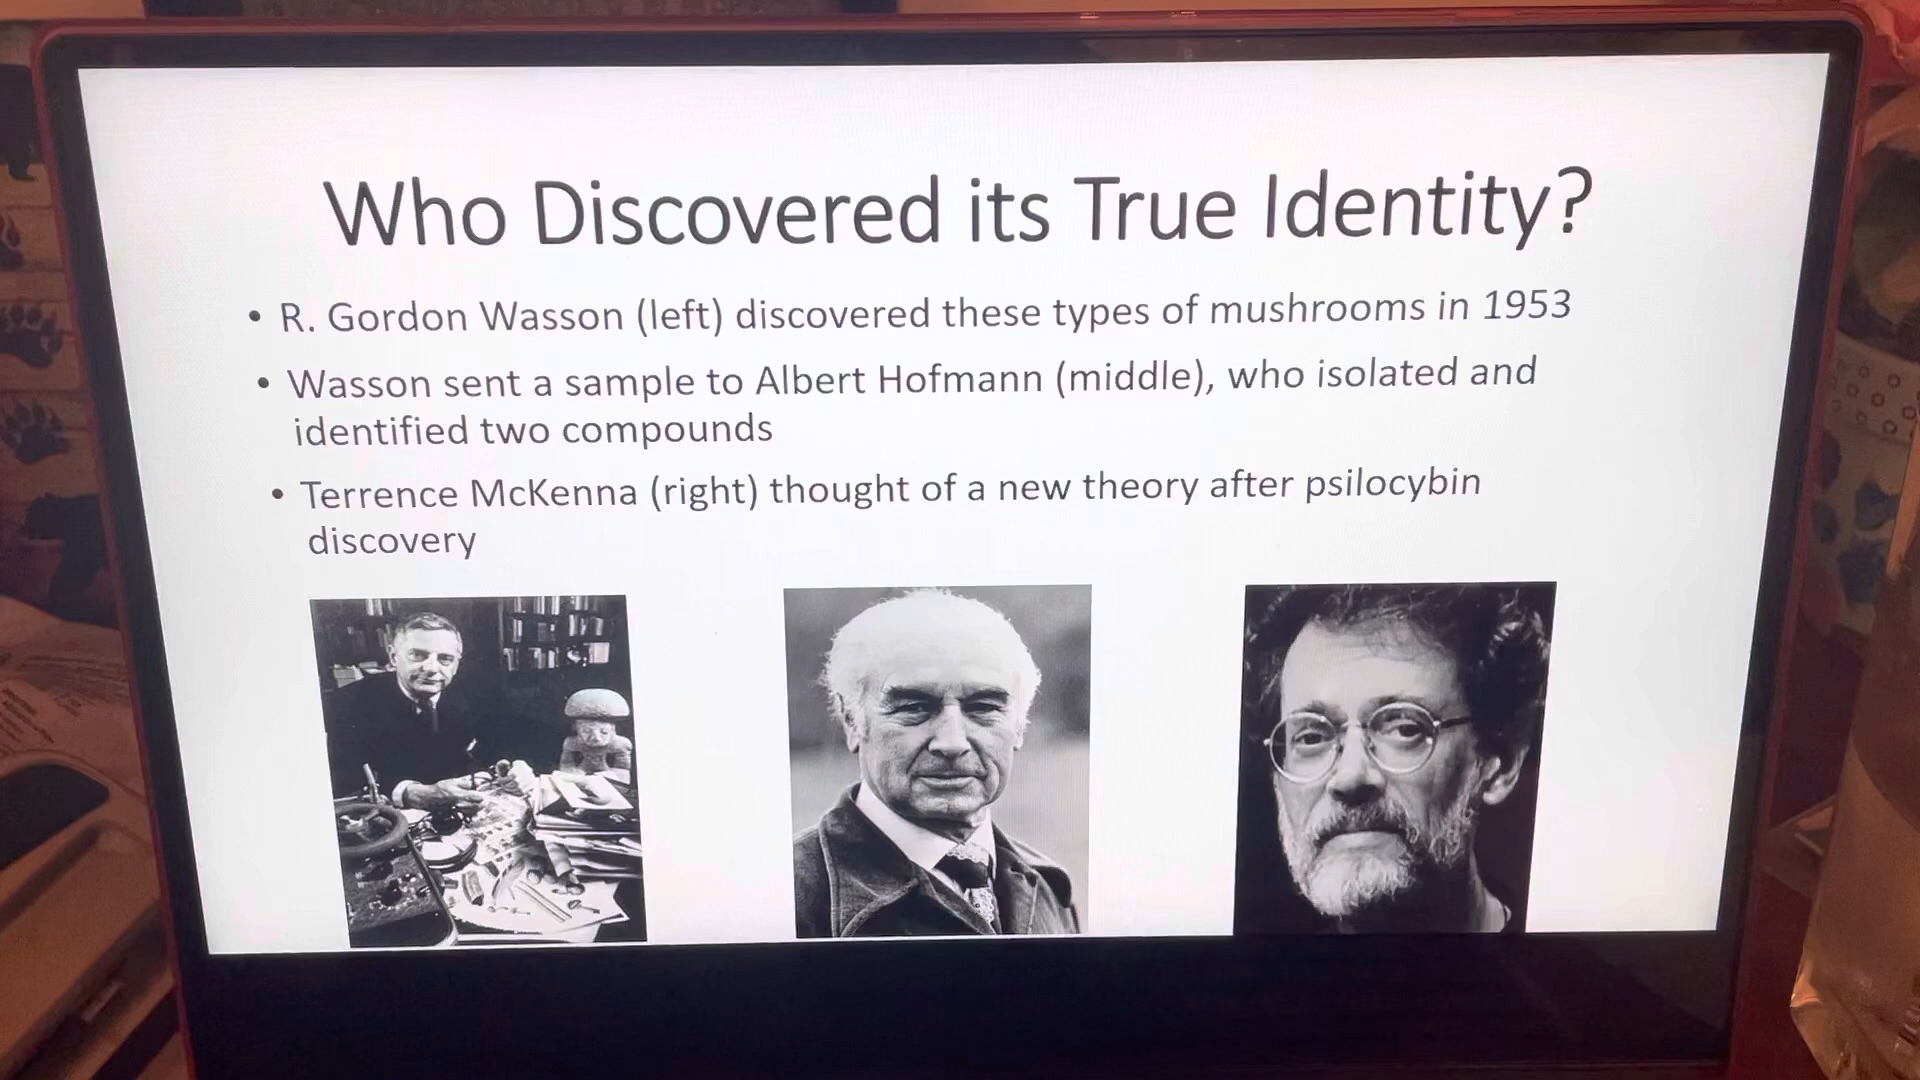 Who Discovered its True Identity?
• R. Gordon Wasson (left) discovered these types of mushrooms in 1953
• Wasson sent a sample to Albert Hofmann (middle), who isolated and
identified two compounds
• Terrence McKenna (right) thought of a new theory after psilocybin
discovery